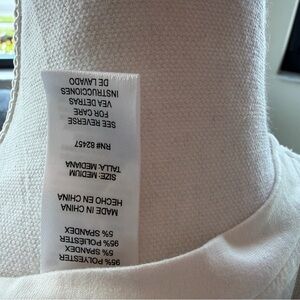 95% POLYESTER
5% SPANDEX
95% POLIESTER
5% SPANDEX
MADE IN CHINA
HECHO EN CHINA
SIZE: MEDIUM
TALLA: MEDIANA
RN# 82457
SEE REVERSE
FOR CARE
VEA DETRAS
INSTRUCCIONES
DE LAVADO